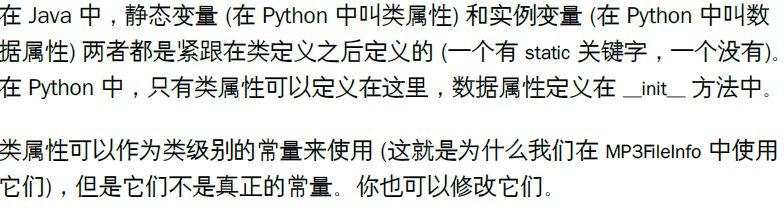 在 Java 中，静态变量 (在 Python 中叫类属性) 和实例变量 (在 Python 中叫数
据属性) 两者都是紧跟在类定义之后定义的 (一个有 static 关键字，一个没有)。
在 Python 中，只有类属性可以定义在这里，数据属性定义在 __init__ 方法中。
类属性可以作为类级别的常量来使用 (这就是为什么我们在 MP3FileInfo 中使用
它们)，但是它们不是真正的常量。你也可以修改它们。